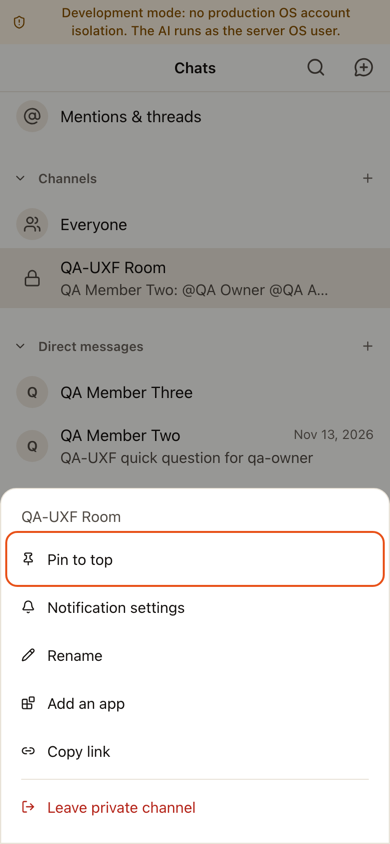 Development mode: no production OS account
isolation. The AI runs as the server OS user.
Chats
Mentions & threads
Channels
Everyone
QA-UXF Room
QA Member Two: @QA Owner @QA A...
Direct messages
Q
QA Member Three
Q
QA Member Two
Nov 13, 2026
QA-UXF quick question for qa-owner
QA-UXF Room
Pin to top
Notification settings
Rename
Add an app
Copy link
Leave private channel